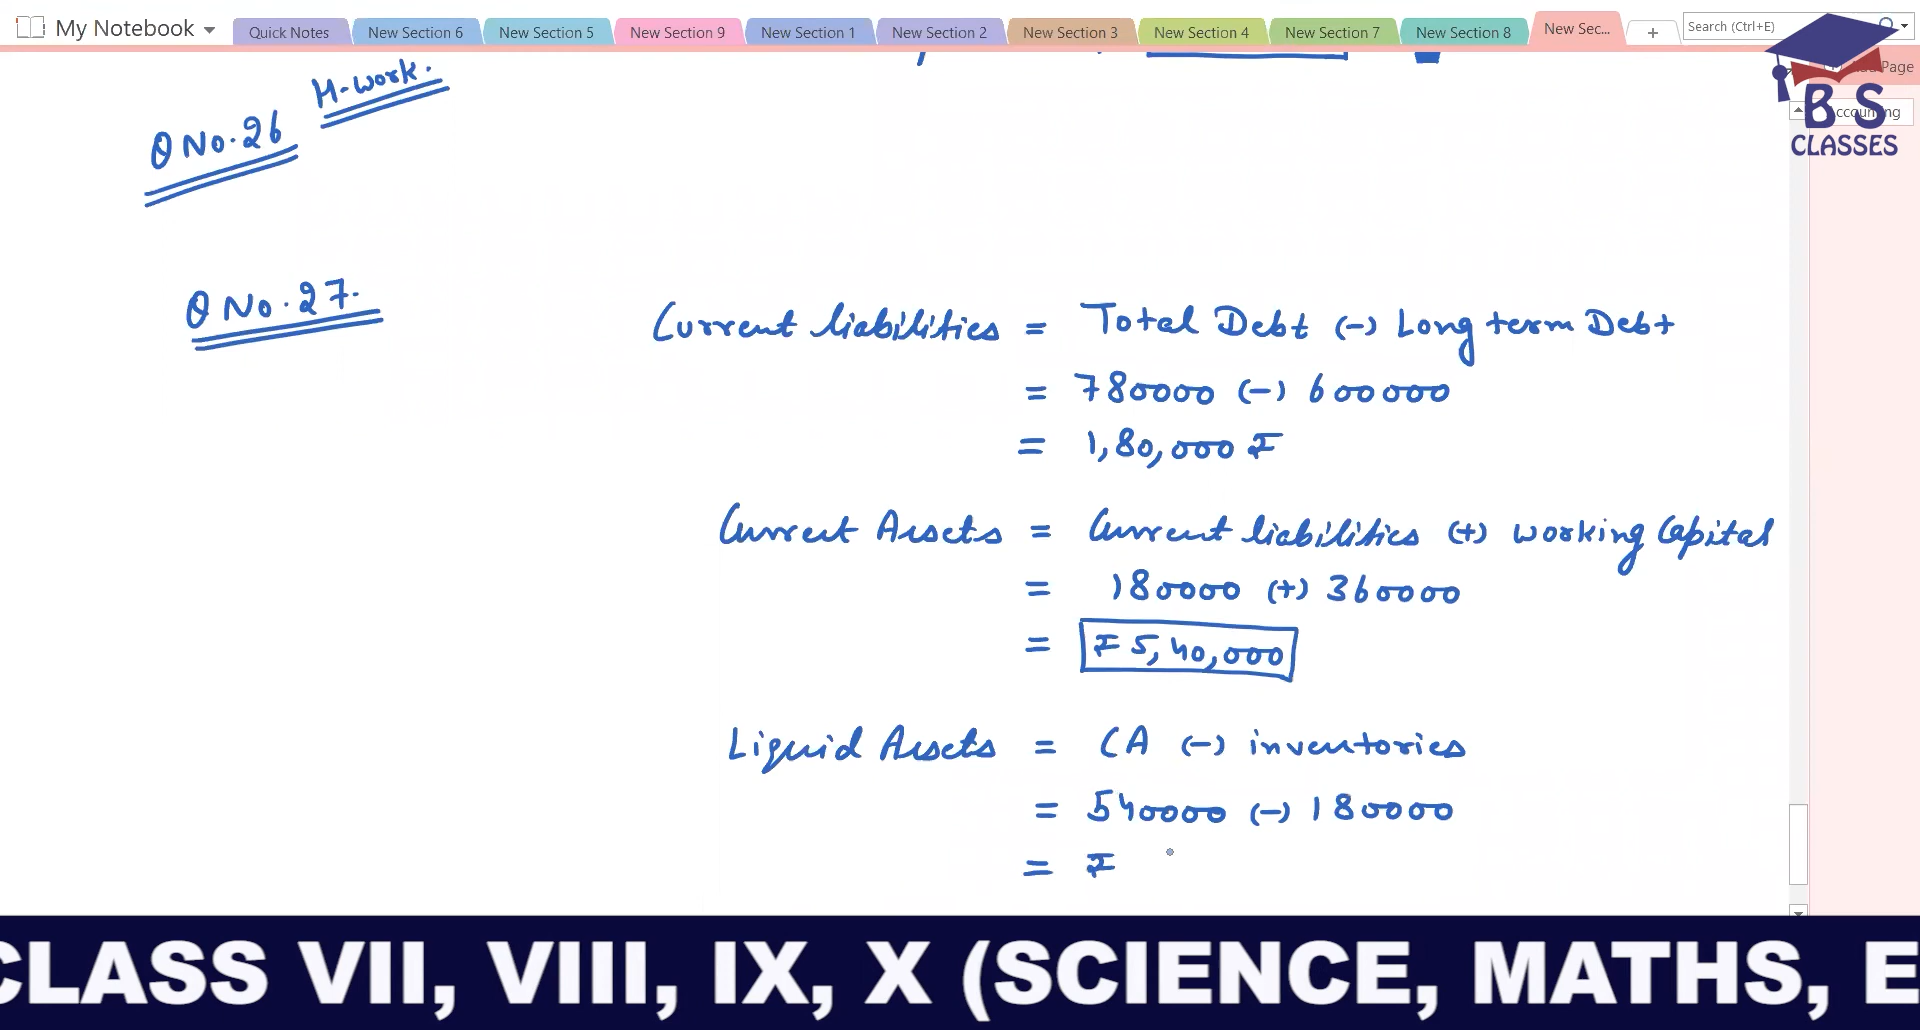 My Notebook
Quick Notes
New Section 6
New Section 5
New Section 9
New Section 1
New Section 2
New Section 3
New Section 4
New Section 7
New Section 8
New Sec...
+
Search (Ctrl+E)
Page
BS
CLASSES
H-work.
Q No. 26
Q No. 27.
Current liabilities = Total Debt (-) Long term Debt
= 780000 (-) 600000
= 1,80,000 ₹
Current Assets = Current liabilities (+) working Capital
= 180000 (+) 360000
= ₹ 5,40,000
Liquid Assets = CA (-) inventories
= 540000 (-) 180000
= ₹
CLASS VII, VIII, IX, X (SCIENCE, MATHS, E